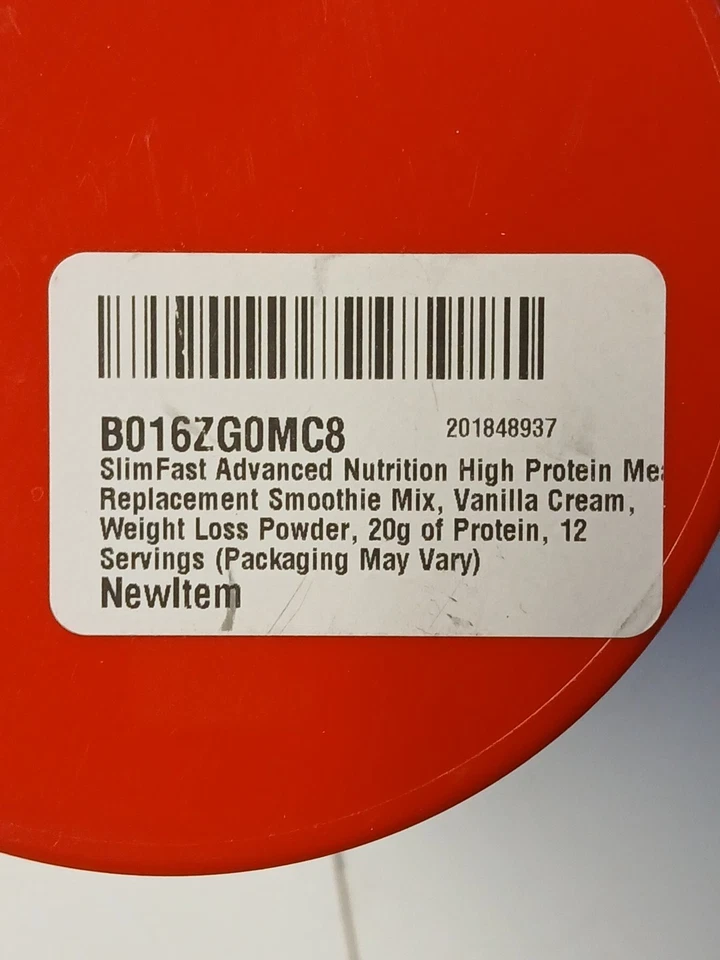 B016ZG0MC8 201848937
SlimFast Advanced Nutrition High Protein Mea
Replacement Smoothie Mix, Vanilla Cream,
Weight Loss Powder, 20g of Protein, 12
Servings (Packaging May Vary)
NewItem